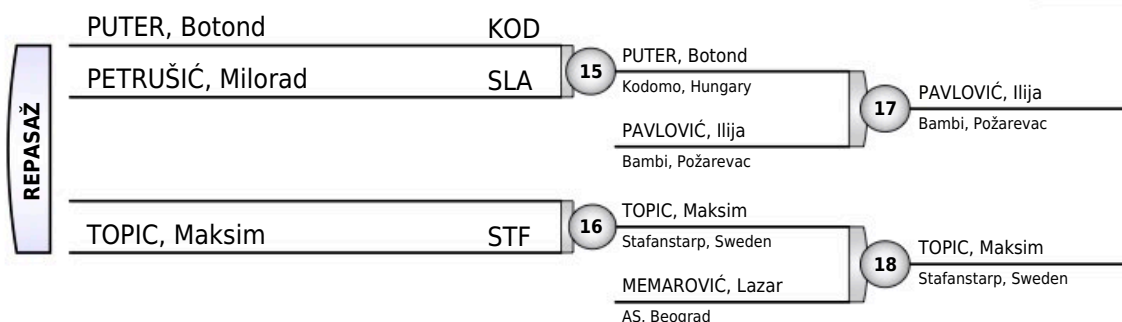 REPASAŽ
PUTER, Botond KOD
PETRUŠIĆ, Milorad SLA
TOPIC, Maksim STF
15
PUTER, Botond
Kodomo, Hungary
PAVLOVIĆ, Ilija
Bambi, Požarevac
16
TOPIC, Maksim
Stafanstarp, Sweden
MEMAROVIĆ, Lazar
AS, Beograd
17
PAVLOVIĆ, Ilija
Bambi, Požarevac
18
TOPIC, Maksim
Stafanstarp, Sweden